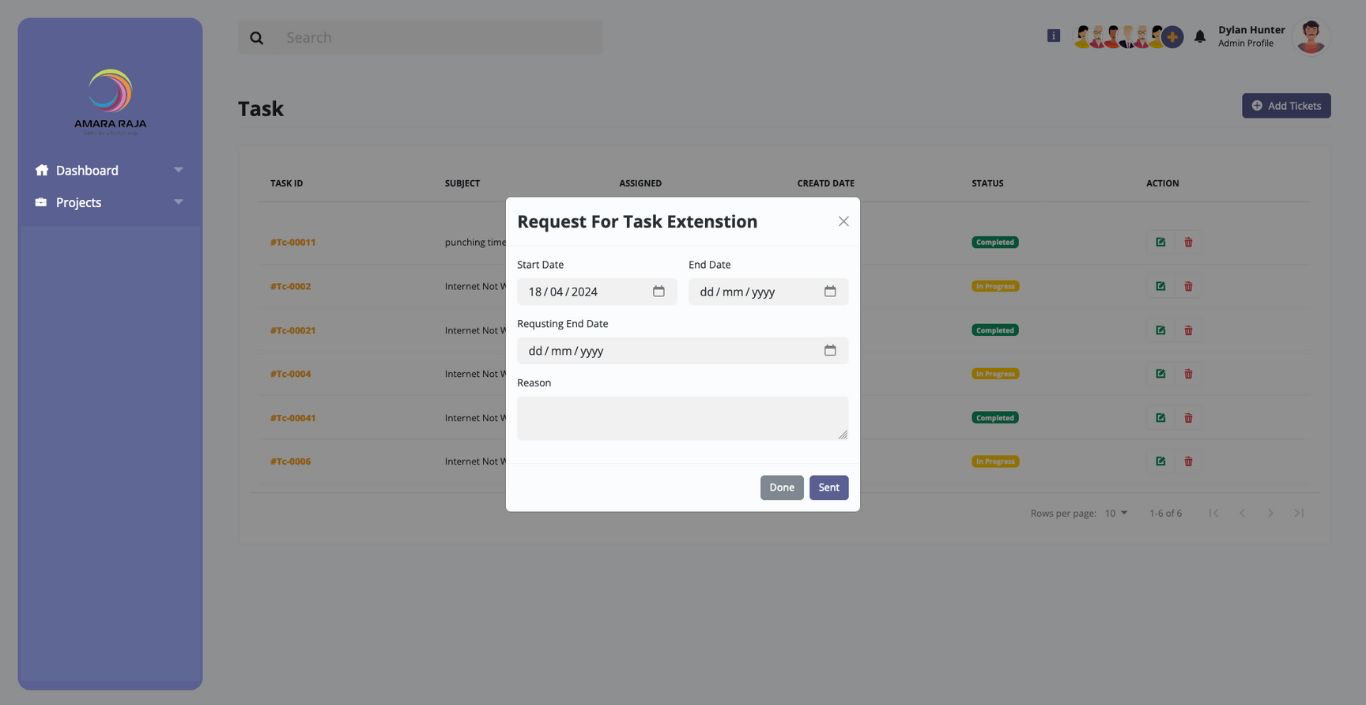 Search
i
Dylan Hunter
Admin Profile
AMARA RAJA
Dashboard
Projects
Task
Add Tickets
TASK ID SUBJECT ASSIGNED CREATD DATE STATUS ACTION
#Tc-00011 punching time Completed
#Tc-0002 Internet Not W In Progress
#Tc-00021 Internet Not W Completed
#Tc-0004 Internet Not W In Progress
#Tc-00041 Internet Not W Completed
#Tc-0006 Internet Not W In Progress
Rows per page: 10 1-6 of 6
Request For Task Extenstion
Start Date End Date
18/04/2024 dd/mm/yyyy
Requsting End Date
dd/mm/yyyy
Reason
Done Sent